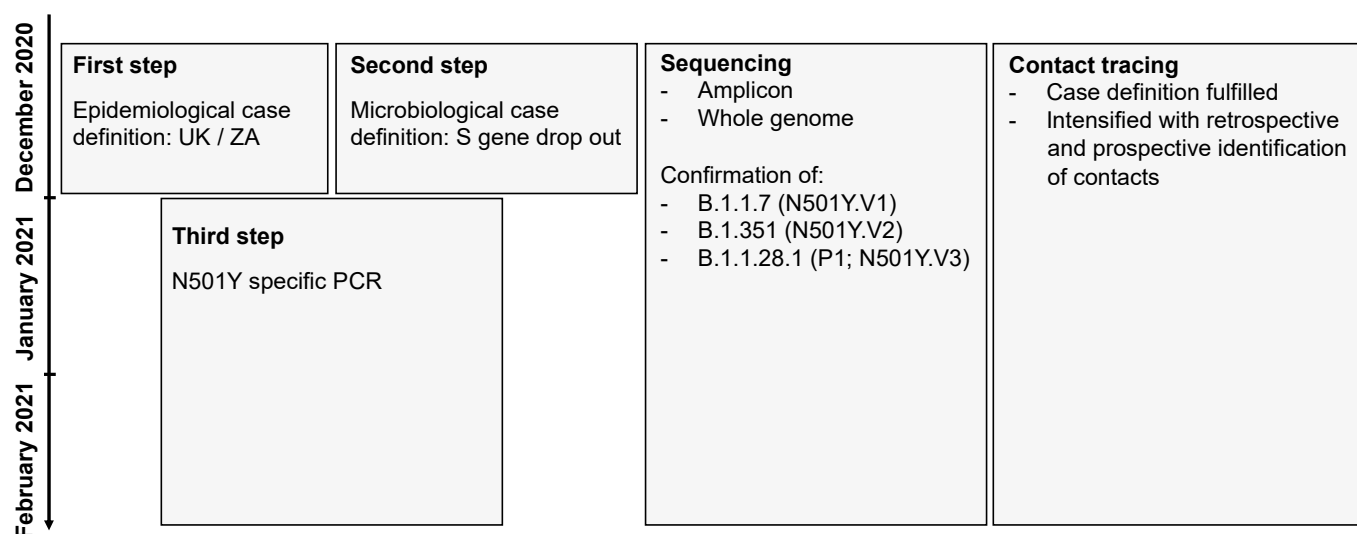 December 2020
January 2021
February 2021
First step
Epidemiological case
definition: UK / ZA
Second step
Microbiological case
definition: S gene drop out
Third step
N501Y specific PCR
Sequencing
- Amplicon
- Whole genome
Confirmation of:
- B.1.1.7 (N501Y.V1)
- B.1.351 (N501Y.V2)
- B.1.1.28.1 (P1; N501Y.V3)
Contact tracing
- Case definition fulfilled
- Intensified with retrospective
and prospective identification
of contacts